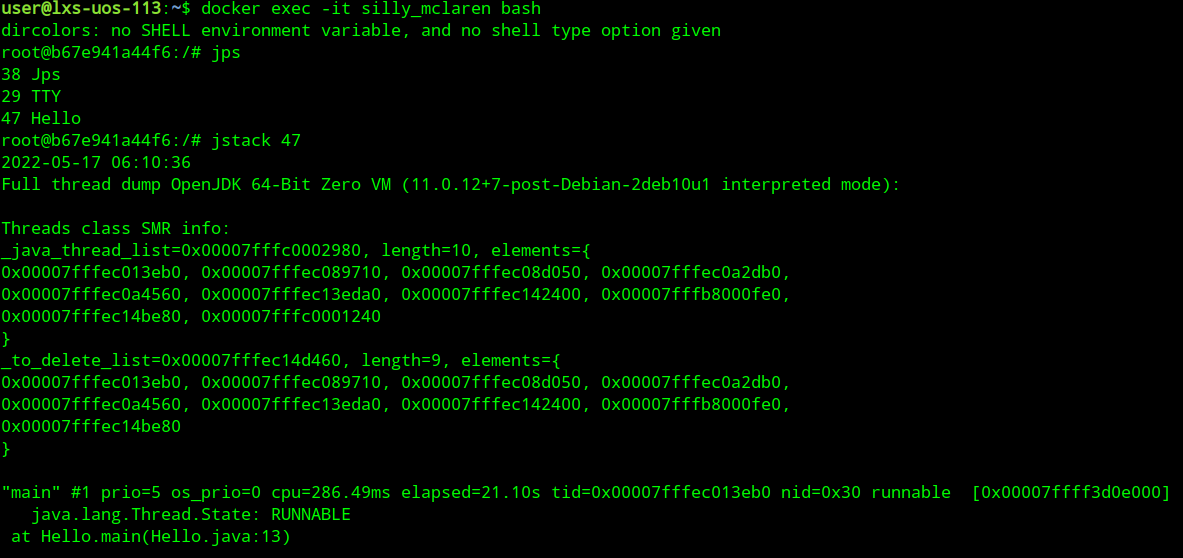 user@lxs-uos-113:~$ docker exec -it silly_mclaren bash
dircolors: no SHELL environment variable, and no shell type option given
root@b67e941a44f6:/# jps
38 Jps
29 TTY
47 Hello
root@b67e941a44f6:/# jstack 47
2022-05-17 06:10:36
Full thread dump OpenJDK 64-Bit Zero VM (11.0.12+7-post-Debian-2deb10u1 interpreted mode):
Threads class SMR info:
_java_thread_list=0x00007fffc0002980, length=10, elements={
0x00007fffec013eb0, 0x00007fffec089710, 0x00007fffec08d050, 0x00007fffec0a2db0,
0x00007fffec0a4560, 0x00007fffec13eda0, 0x00007fffec142400, 0x00007fffb8000fe0,
0x00007fffec14be80, 0x00007fffc0001240
}
_to_delete_list=0x00007fffec14d460, length=9, elements={
0x00007fffec013eb0, 0x00007fffec089710, 0x00007fffec08d050, 0x00007fffec0a2db0,
0x00007fffec0a4560, 0x00007fffec13eda0, 0x00007fffec142400, 0x00007fffb8000fe0,
0x00007fffec14be80
}
"main" #1 prio=5 os_prio=0 cpu=286.49ms elapsed=21.10s tid=0x00007fffec013eb0 nid=0x30 runnable  [0x00007ffff3d0e000]
   java.lang.Thread.State: RUNNABLE
 at Hello.main(Hello.java:13)